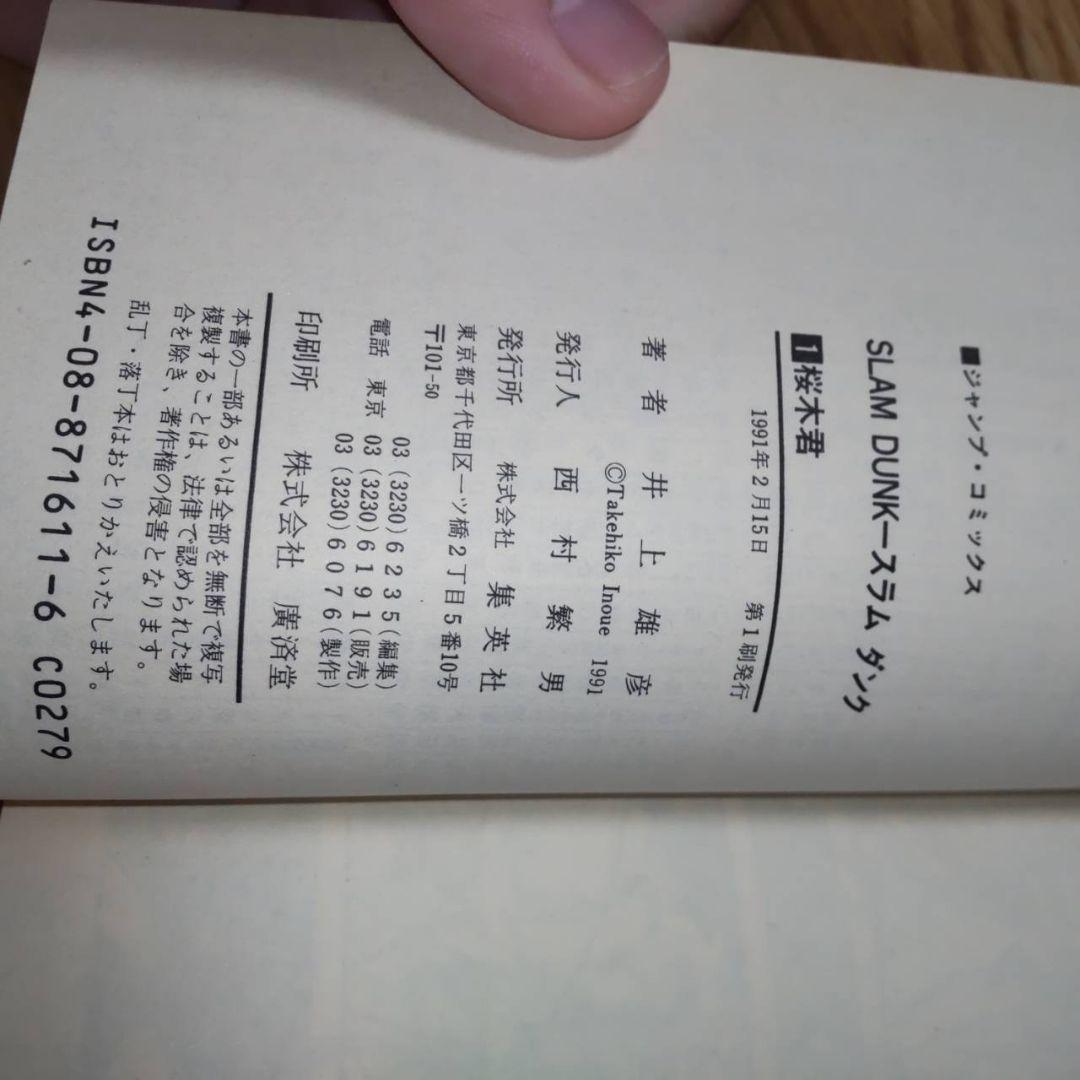 ■ジャンプ・コミックス
SLAM DUNK―スラム ダンク
1桜木君
1991年2月15日 第1刷発行
著者 井上雄彦
©Takehiko Inoue 1991
発行人 西村繁男
発行所 株式会社 集英社
東京都千代田区一ツ橋2丁目5番10号
〒101-50
03(3230)6235(編集)
電話 東京 03(3230)6191(販売)
03(3230)6076(製作)
印刷所 株式会社 廣済堂
本書の一部あるいは全部を無断で複写
複製することは、法律で認められた場
合を除き、著作権の侵害となります。
乱丁・落丁本はおとりかえいたします。
ISBN4-08-871611-6 C0279